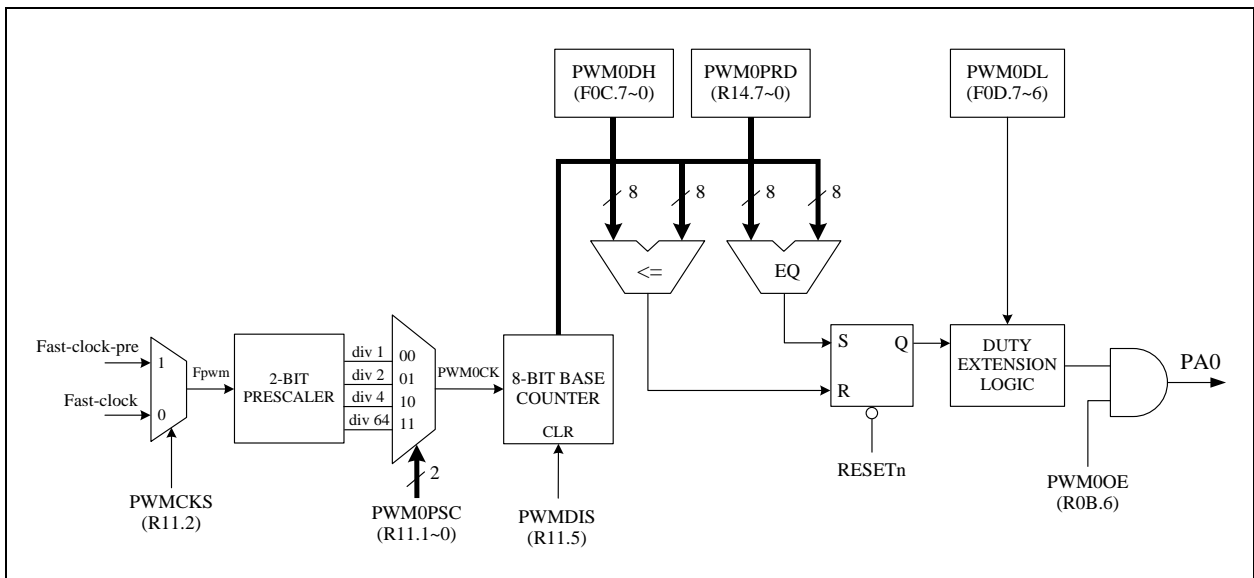 PWM0DH
(F0C.7~0)
PWM0PRD
(R14.7~0)
PWM0DL
(F0D.7~6)
8
8
8
8
<=
EQ
Fast-clock-pre
1
Fast-clock
0
Fpwm
2-BIT
PRESCALER
div 1
div 2
div 4
div 64
00
01
10
11
PWM0CK
8-BIT BASE
COUNTER
CLR
S
Q
R
DUTY
EXTENSION
LOGIC
PA0
2
RESETn
PWMCKS
(R11.2)
PWM0PSC
(R11.1~0)
PWMDIS
(R11.5)
PWM0OE
(R0B.6)